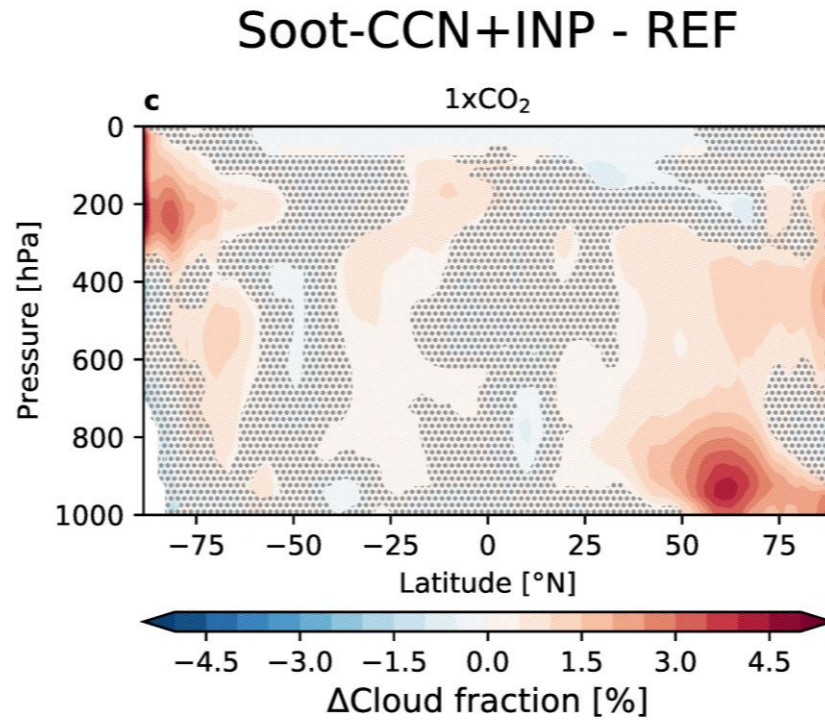 Soot-CCN+INP - REF
c 1xCO₂
0
200
400
600
800
1000
Pressure [hPa]
−75 −50 −25 0 25 50 75
Latitude [°N]
−4.5 −3.0 −1.5 0.0 1.5 3.0 4.5
ΔCloud fraction [%]